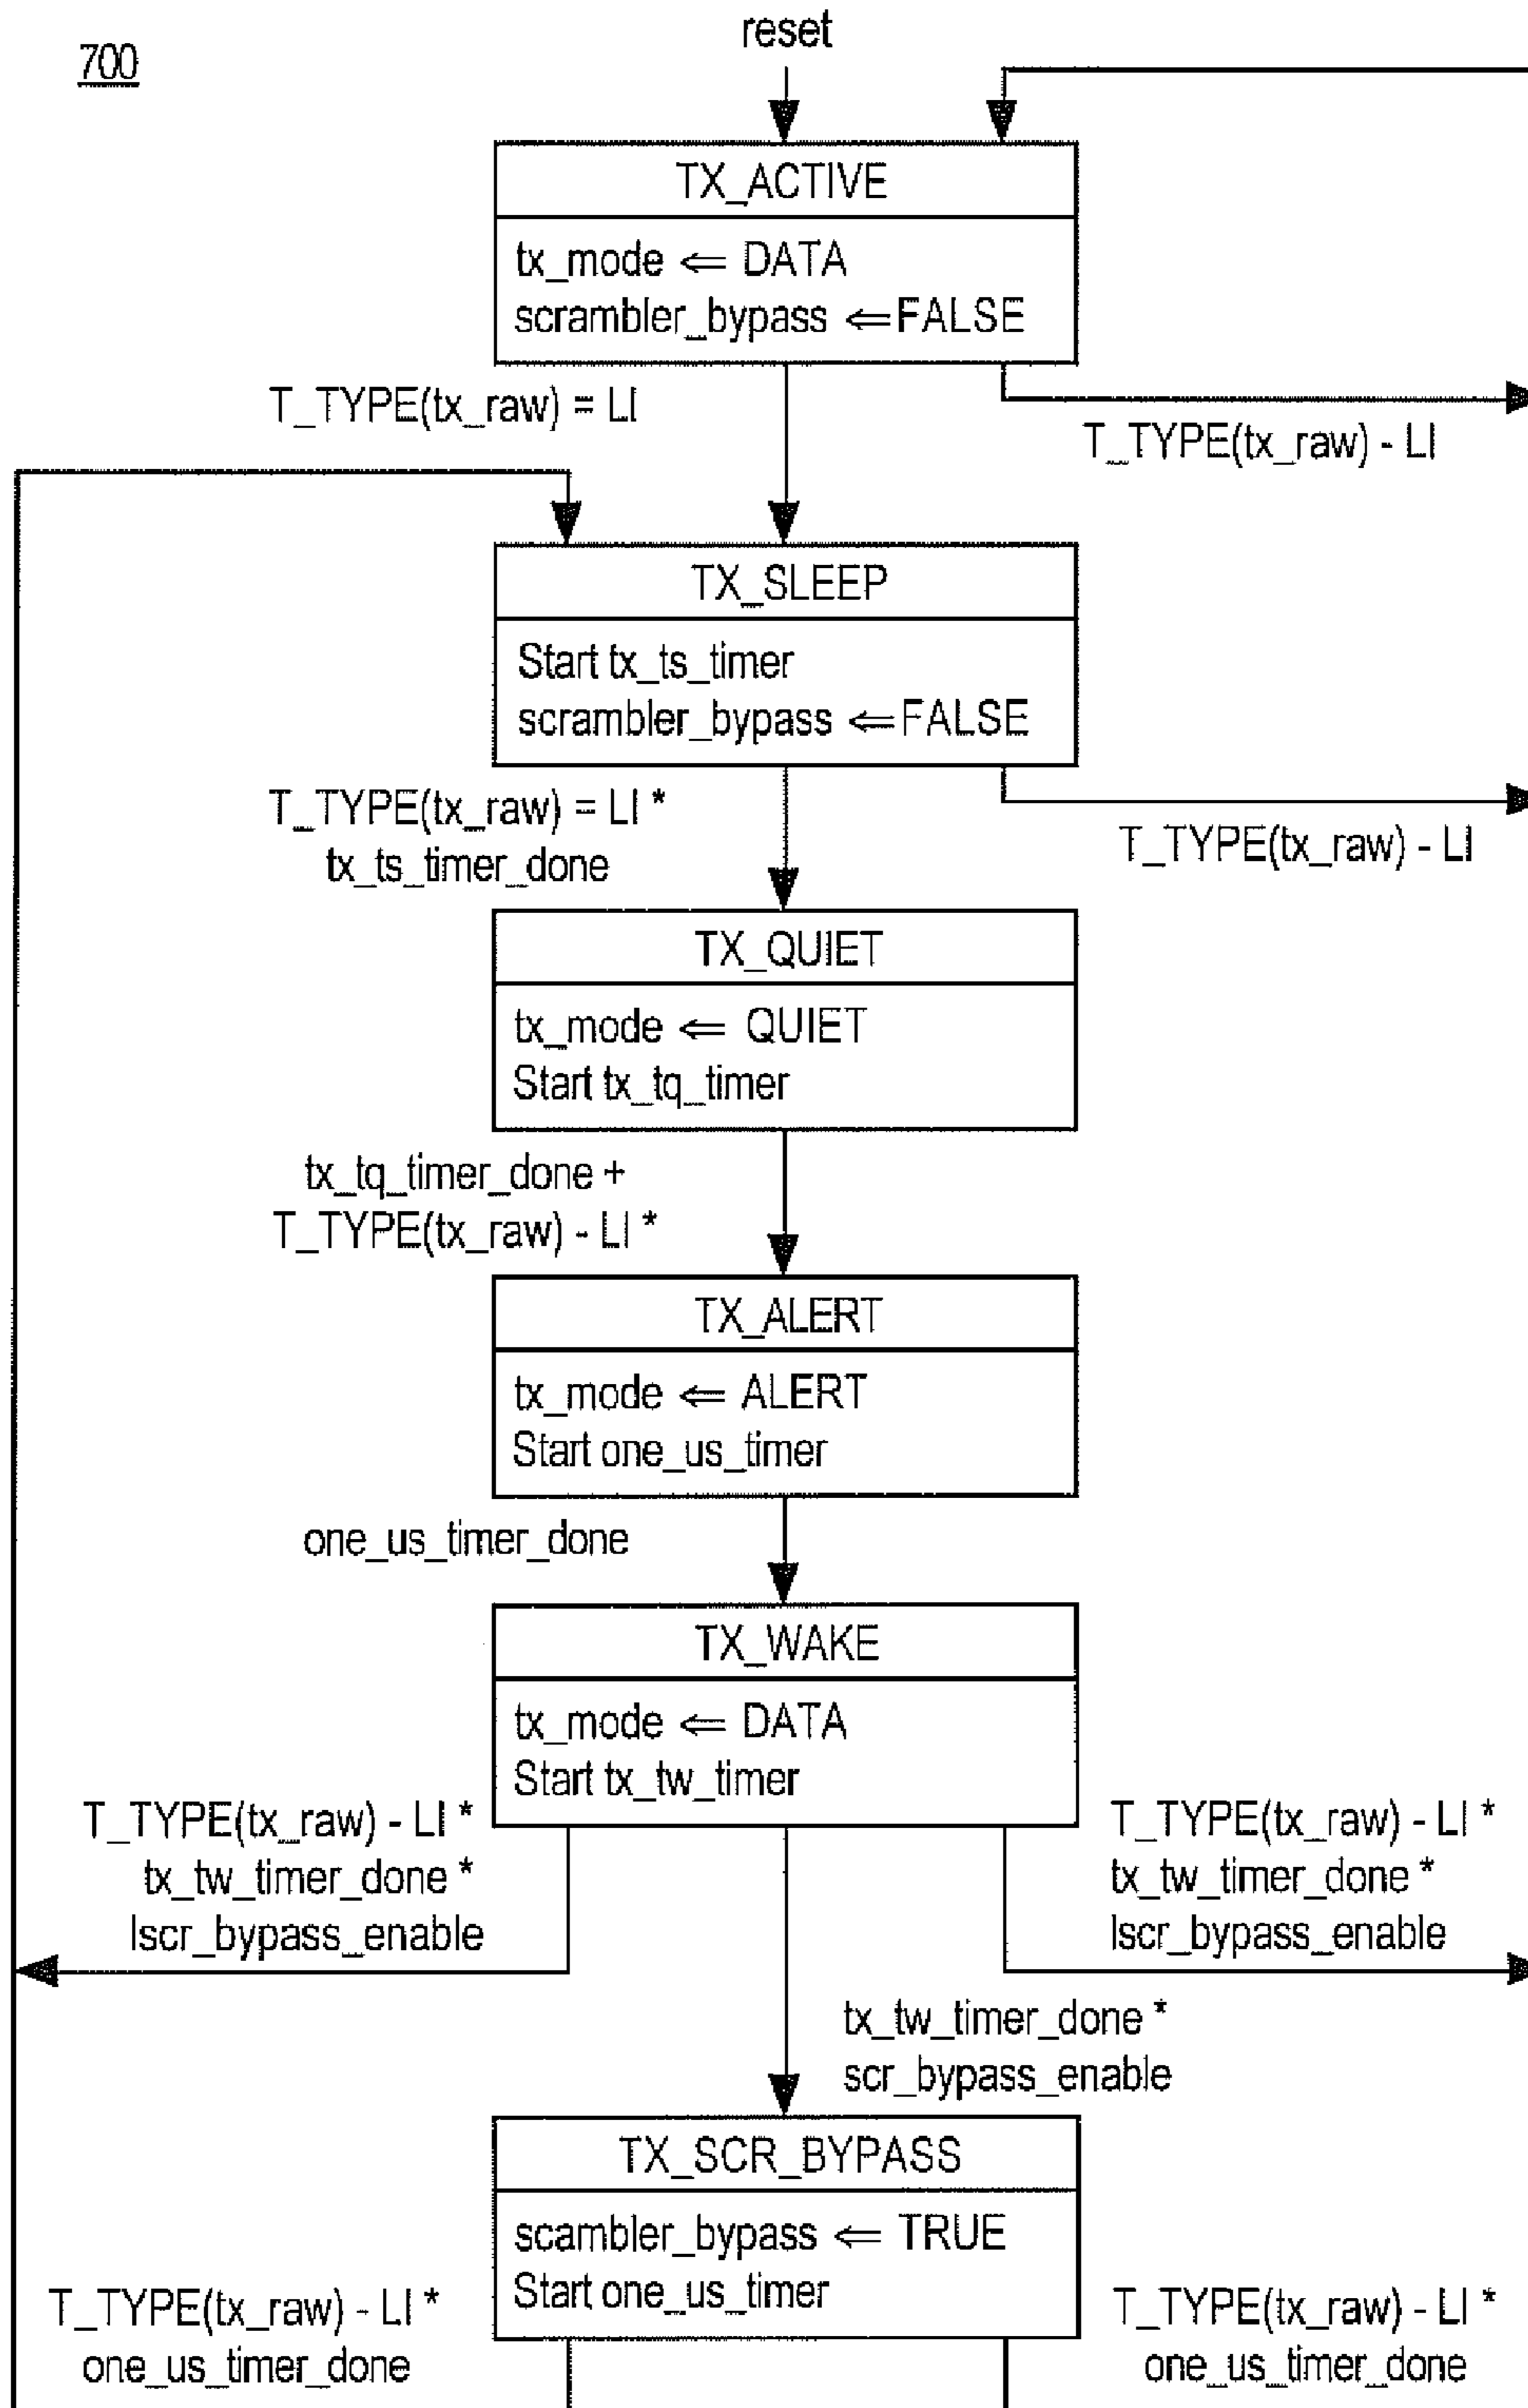 700
reset
TX_ACTIVE
tx_mode ⇐ DATA
scrambler_bypass ⇐ FALSE
T_TYPE(tx_raw) = LI
T_TYPE(tx_raw) - LI
TX_SLEEP
Start tx_ts_timer
scrambler_bypass ⇐ FALSE
T_TYPE(tx_raw) = LI *
tx_ts_timer_done
T_TYPE(tx_raw) - LI
TX_QUIET
tx_mode ⇐ QUIET
Start tx_tq_timer
tx_tq_timer_done +
T_TYPE(tx_raw) - LI *
TX_ALERT
tx_mode ⇐ ALERT
Start one_us_timer
one_us_timer_done
TX_WAKE
tx_mode ⇐ DATA
Start tx_tw_timer
T_TYPE(tx_raw) - LI *
tx_tw_timer_done *
lscr_bypass_enable
T_TYPE(tx_raw) - LI *
tx_tw_timer_done *
lscr_bypass_enable
tx_tw_timer_done *
scr_bypass_enable
TX_SCR_BYPASS
scambler_bypass ⇐ TRUE
Start one_us_timer
T_TYPE(tx_raw) - LI *
one_us_timer_done
T_TYPE(tx_raw) - LI *
one_us_timer_done